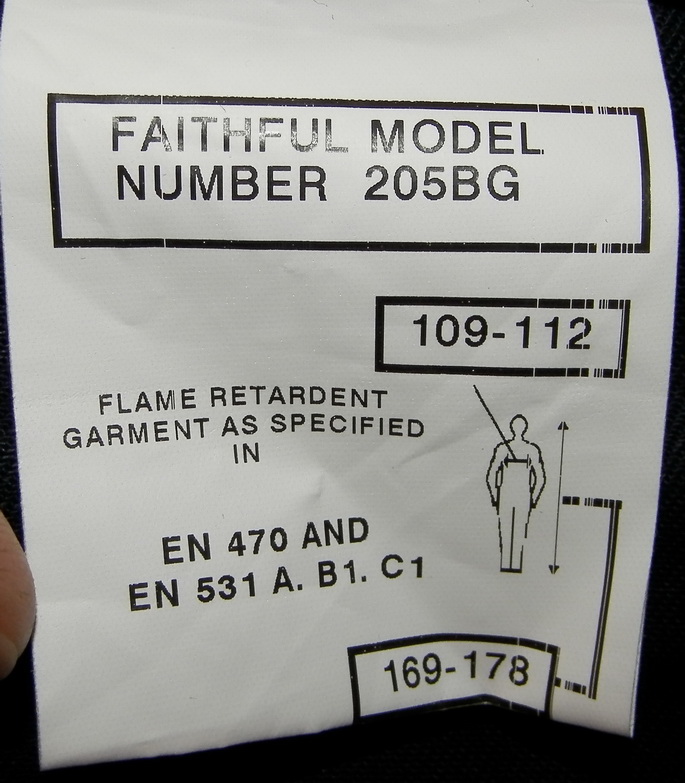 FAITHFUL MODEL
NUMBER 205BG
109-112
FLAME RETARDENT
GARMENT AS SPECIFIED
IN
EN 470 AND
EN 531 A. B1. C1
169-178